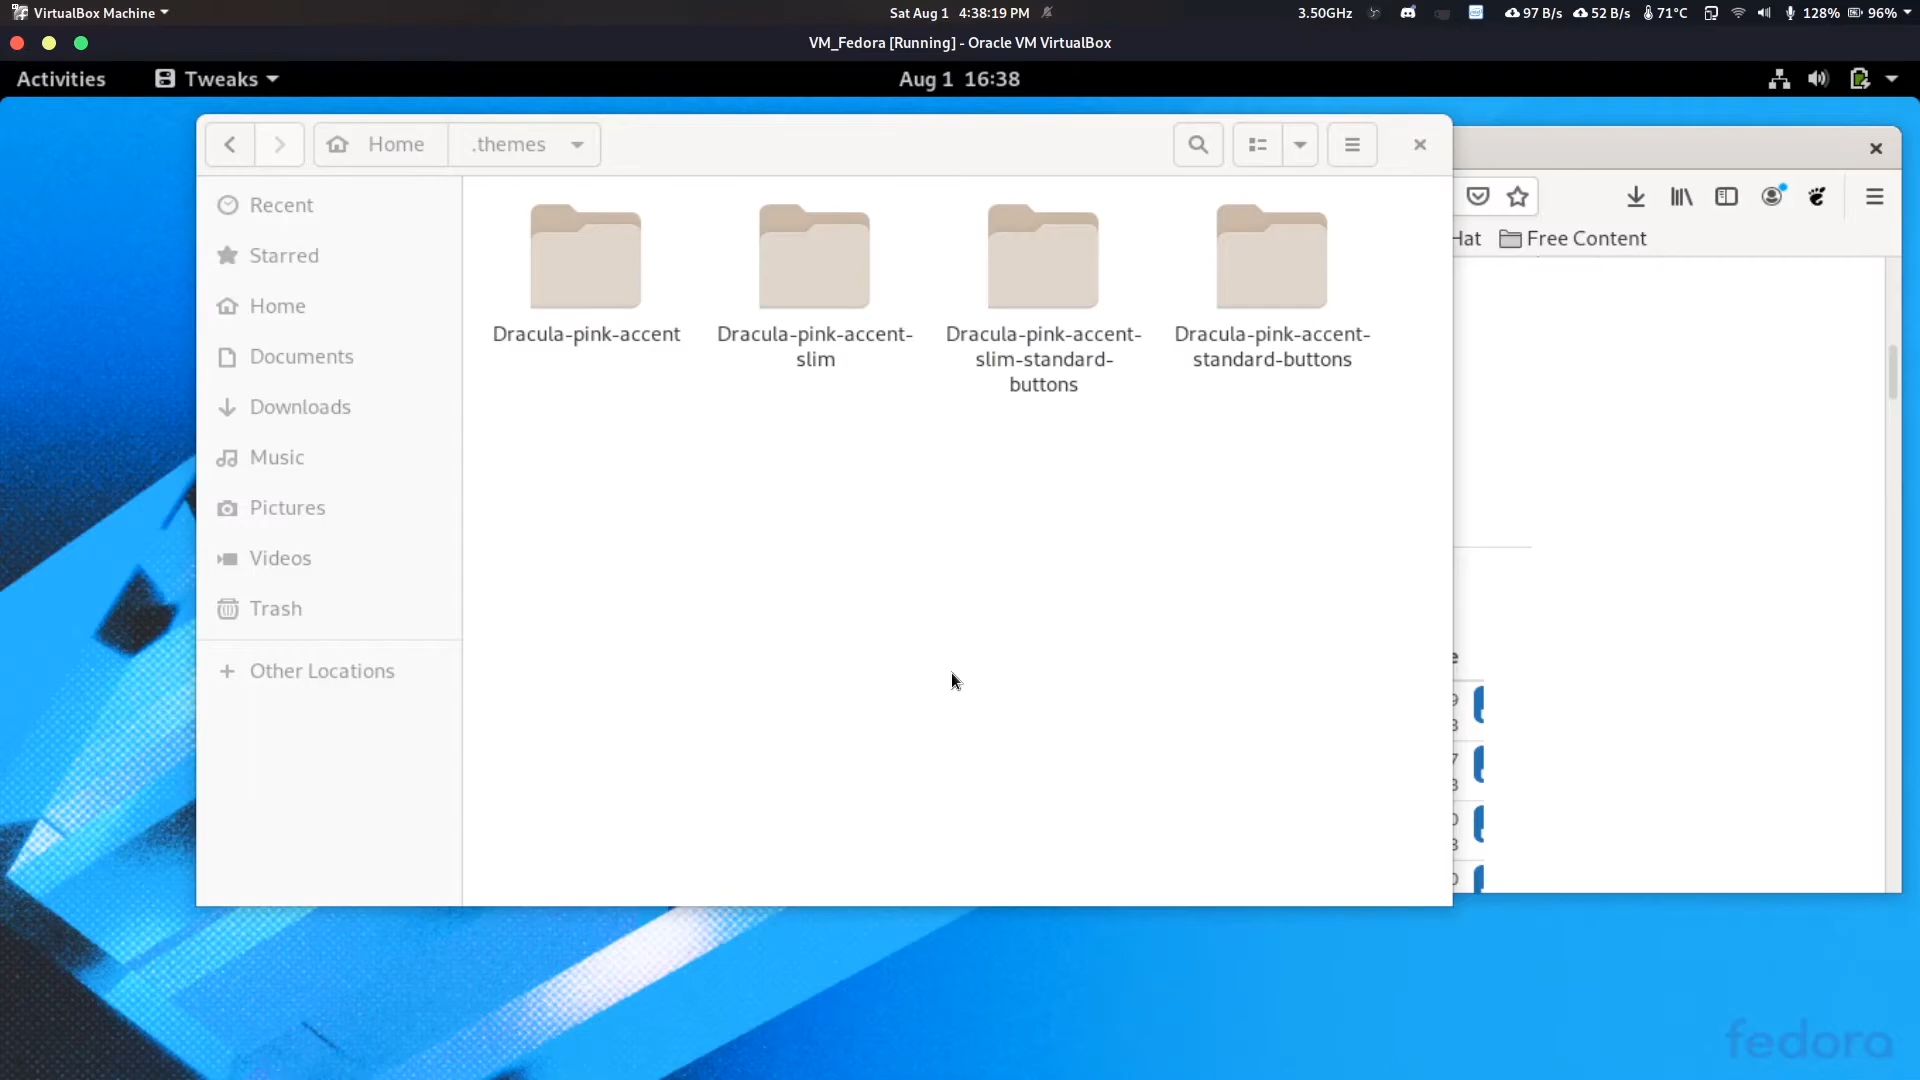 VirtualBox Machine
Sat Aug 1 4:38:19 PM
3.50GHz
97 B/s
52 B/s
71°C
128%
96%
VM_Fedora [Running] - Oracle VM VirtualBox
Activities
Tweaks
Aug 1 16:38
Home
.themes
Recent
Starred
Home
Documents
Downloads
Music
Pictures
Videos
Trash
Other Locations
Dracula-pink-accent
Dracula-pink-accent-
slim
Dracula-pink-accent-
slim-standard-
buttons
Dracula-pink-accent-
standard-buttons
Hat
Free Content
fedora